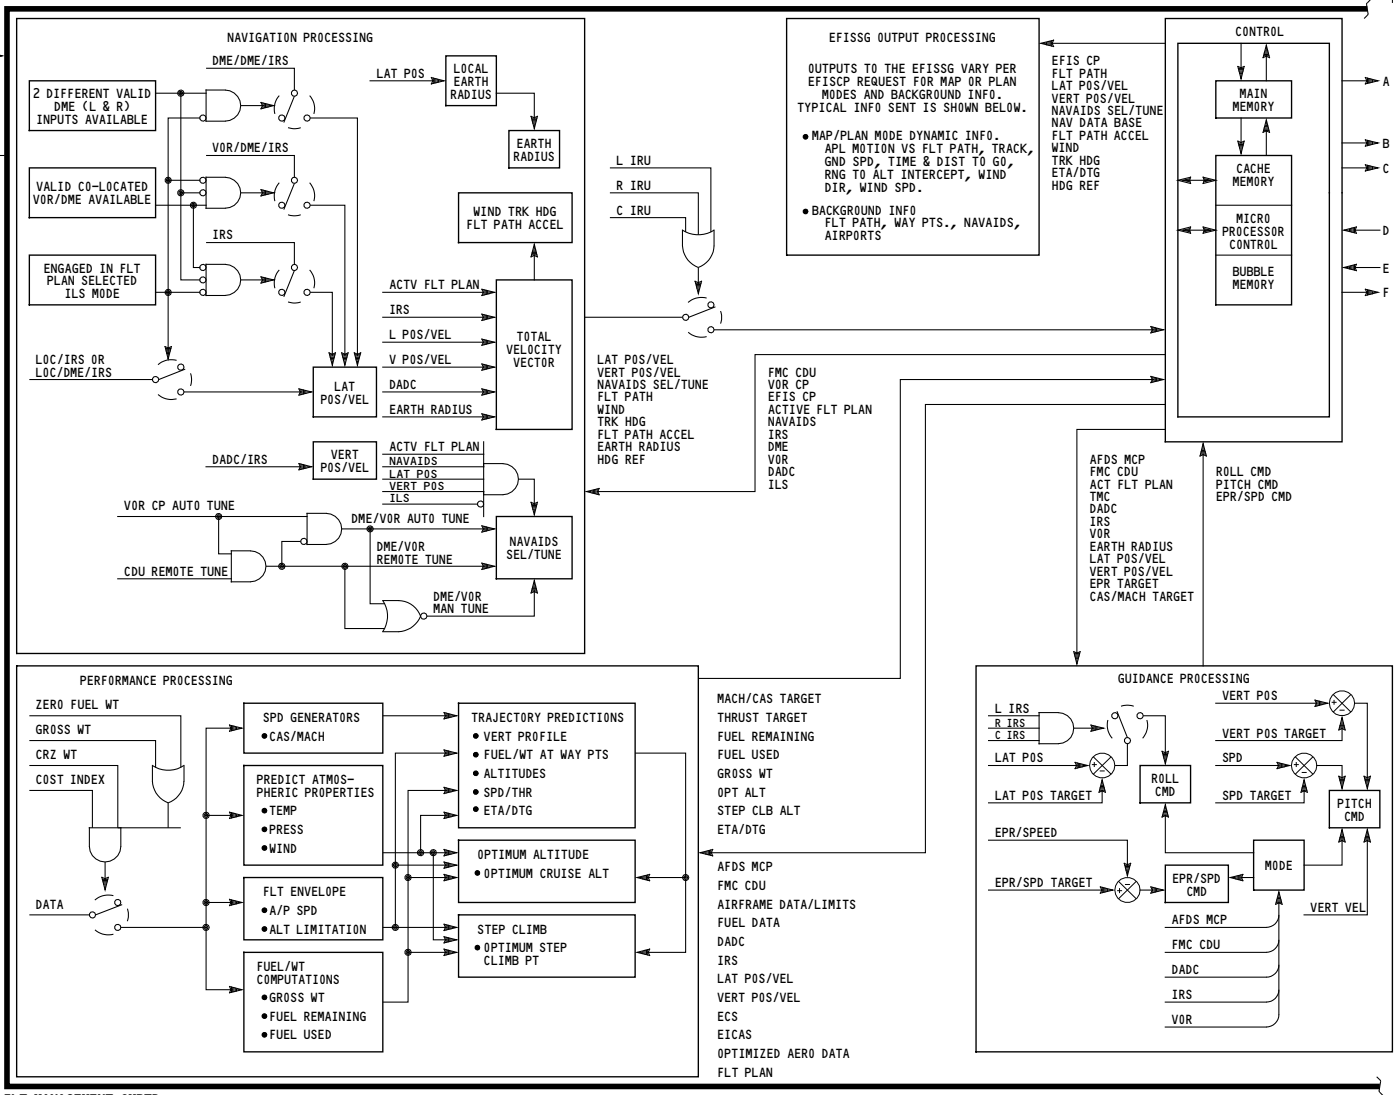 NAVIGATION PROCESSING
DME/DME/IRS
2 DIFFERENT VALID
DME (L & R)
INPUTS AVAILABLE
VOR/DME/IRS
VALID CO-LOCATED
VOR/DME AVAILABLE
IRS
ENGAGED IN FLT
PLAN SELECTED
ILS MODE
LOC/IRS OR
LOC/DME/IRS
LAT
POS/VEL
LAT POS
LOCAL
EARTH
RADIUS
EARTH
RADIUS
WIND TRK HDG
FLT PATH ACCEL
ACTV FLT PLAN
IRS
L POS/VEL
V POS/VEL
DADC
EARTH RADIUS
TOTAL
VELOCITY
VECTOR
DADC/IRS
VERT
POS/VEL
ACTV FLT PLAN
NAVAIDS
LAT POS
VERT POS
ILS
VOR CP AUTO TUNE
CDU REMOTE TUNE
DME/VOR AUTO TUNE
DME/VOR
REMOTE TUNE
DME/VOR
MAN TUNE
NAVAIDS
SEL/TUNE
L IRU
R IRU
C IRU
LAT POS/VEL
VERT POS/VEL
NAVAIDS SEL/TUNE
FLT PATH
WIND
TRK HDG
FLT PATH ACCEL
EARTH RADIUS
HDG REF
FMC CDU
VOR CP
EFIS CP
ACTIVE FLT PLAN
NAVAIDS
IRS
DME
VOR
DADC
ILS
EFISSG OUTPUT PROCESSING
OUTPUTS TO THE EFISSG VARY PER
EFISCP REQUEST FOR MAP OR PLAN
MODES AND BACKGROUND INFO.
TYPICAL INFO SENT IS SHOWN BELOW.
● MAP/PLAN MODE DYNAMIC INFO.
APL MOTION VS FLT PATH, TRACK,
GND SPD, TIME & DIST TO GO,
RNG TO ALT INTERCEPT, WIND
DIR, WIND SPD.
● BACKGROUND INFO
FLT PATH, WAY PTS., NAVAIDS,
AIRPORTS
EFIS CP
FLT PATH
LAT POS/VEL
VERT POS/VEL
NAVAIDS SEL/TUNE
NAV DATA BASE
FLT PATH ACCEL
WIND
TRK HDG
ETA/DTG
HDG REF
CONTROL
MAIN
MEMORY
CACHE
MEMORY
MICRO
PROCESSOR
CONTROL
BUBBLE
MEMORY
A
B
C
D
E
F
AFDS MCP
FMC CDU
ACT FLT PLAN
TMC
DADC
IRS
VOR
EARTH RADIUS
LAT POS/VEL
VERT POS/VEL
EPR TARGET
CAS/MACH TARGET
ROLL CMD
PITCH CMD
EPR/SPD CMD
PERFORMANCE PROCESSING
ZERO FUEL WT
GROSS WT
CRZ WT
COST INDEX
DATA
SPD GENERATORS
● CAS/MACH
PREDICT ATMOS-
PHERIC PROPERTIES
● TEMP
● PRESS
● WIND
FLT ENVELOPE
● A/P SPD
● ALT LIMITATION
FUEL/WT
COMPUTATIONS
● GROSS WT
● FUEL REMAINING
● FUEL USED
TRAJECTORY PREDICTIONS
● VERT PROFILE
● FUEL/WT AT WAY PTS
● ALTITUDES
● SPD/THR
● ETA/DTG
OPTIMUM ALTITUDE
● OPTIMUM CRUISE ALT
STEP CLIMB
● OPTIMUM STEP
CLIMB PT
MACH/CAS TARGET
THRUST TARGET
FUEL REMAINING
FUEL USED
GROSS WT
OPT ALT
STEP CLB ALT
ETA/DTG
AFDS MCP
FMC CDU
AIRFRAME DATA/LIMITS
FUEL DATA
DADC
IRS
LAT POS/VEL
VERT POS/VEL
ECS
EICAS
OPTIMIZED AERO DATA
FLT PLAN
GUIDANCE PROCESSING
L IRS
R IRS
C IRS
LAT POS
LAT POS TARGET
ROLL
CMD
EPR/SPEED
EPR/SPD TARGET
EPR/SPD
CMD
MODE
VERT POS
VERT POS TARGET
SPD
SPD TARGET
PITCH
CMD
VERT VEL
AFDS MCP
FMC CDU
DADC
IRS
VOR